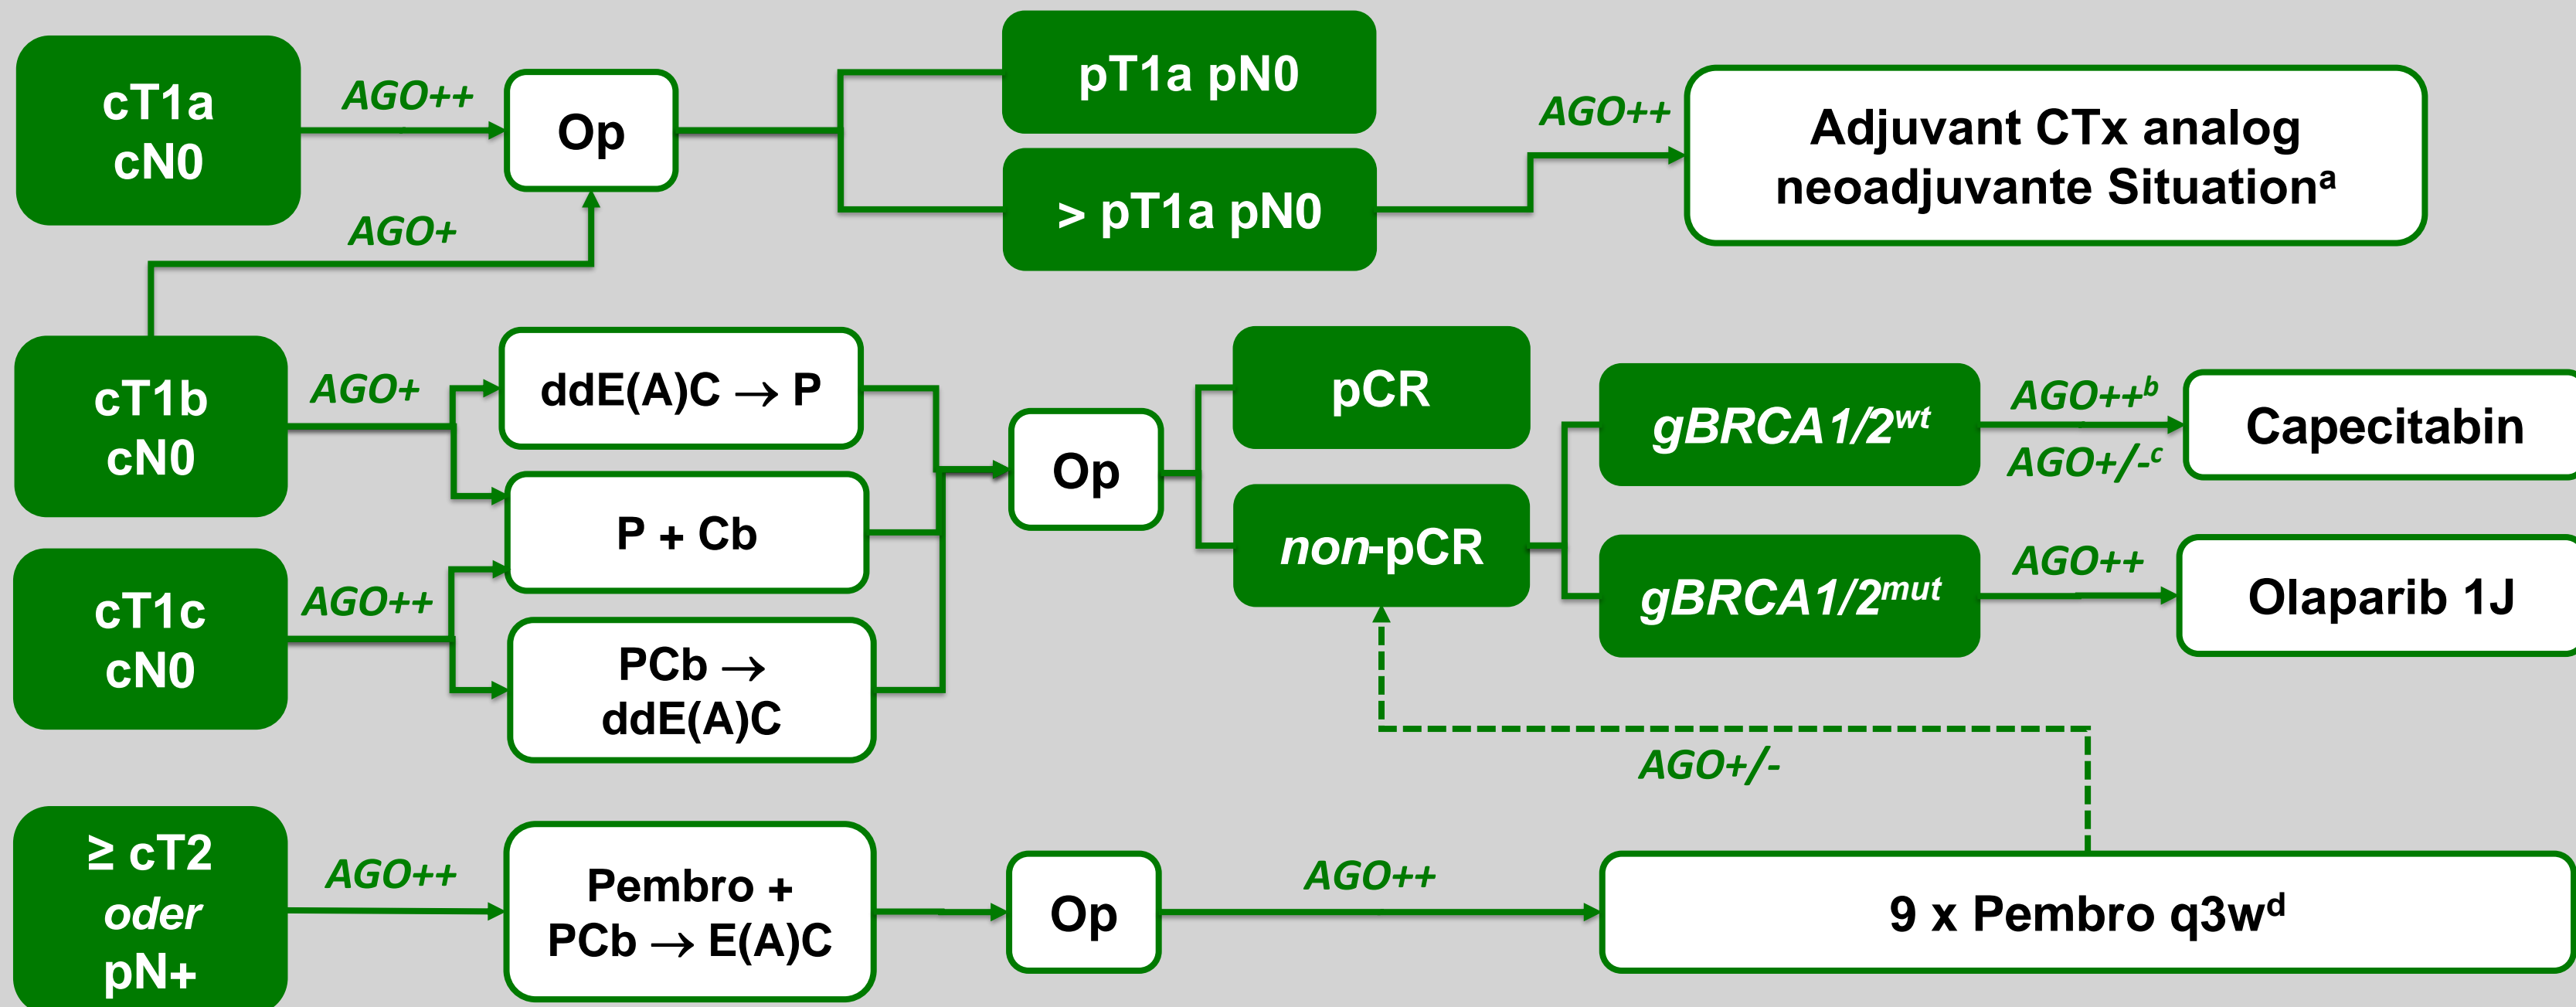 cT1a
cN0
AGO++
Op
pT1a pN0
> pT1a pN0
AGO++
Adjuvant CTx analog
neoadjuvante Situationᵃ
AGO+
cT1b
cN0
AGO+
ddE(A)C → P
P + Cb
cT1c
cN0
AGO++
PCb →
ddE(A)C
Op
pCR
non-pCR
gBRCA1/2ʷᵗ
AGO++ᵇ
AGO+/-ᶜ
Capecitabin
gBRCA1/2ᵐᵘᵗ
AGO++
Olaparib 1J
AGO+/-
≥ cT2
oder
pN+
AGO++
Pembro +
PCb → E(A)C
Op
AGO++
9 x Pembro q3wᵈ